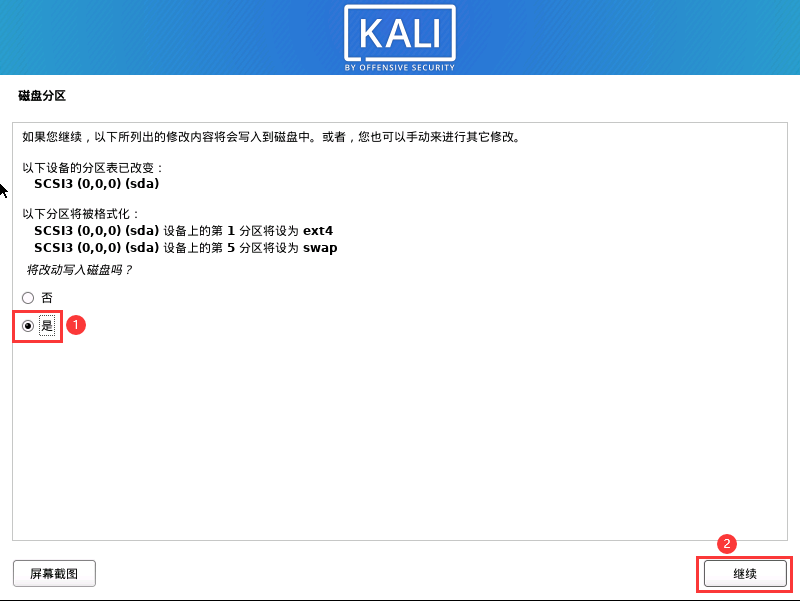 KALI
BY OFFENSIVE SECURITY
磁盘分区
如果您继续，以下所列出的修改内容将会写入到磁盘中。或者，您也可以手动来进行其它修改。
以下设备的分区表已改变：
SCSI3 (0,0,0) (sda)
以下分区将被格式化：
SCSI3 (0,0,0) (sda) 设备上的第 1 分区将设为 ext4
SCSI3 (0,0,0) (sda) 设备上的第 5 分区将设为 swap
将改动写入磁盘吗？
否
是 1
2
屏幕截图 继续